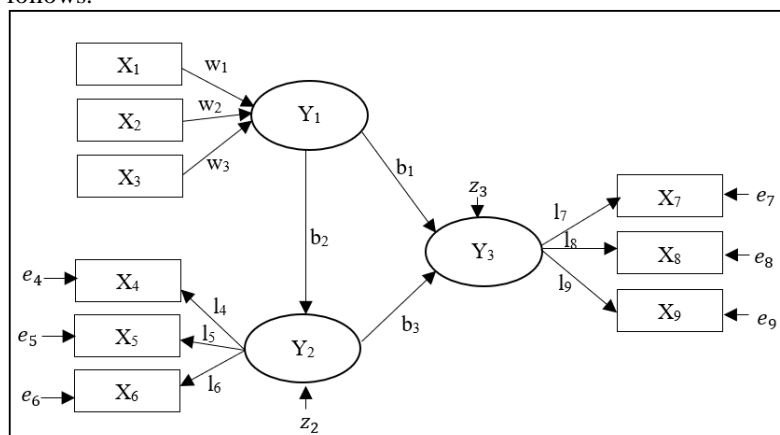 follows:
X₁
w₁
X₂
w₂
Y₁
X₃
w₃
b₁
z₃
l₇
X₇
e₇
b₂
Y₃
l₈
X₈
e₈
l₉
X₉
e₉
e₄
X₄
l₄
b₃
e₅
X₅
l₅
Y₂
e₆
X₆
l₆
z₂